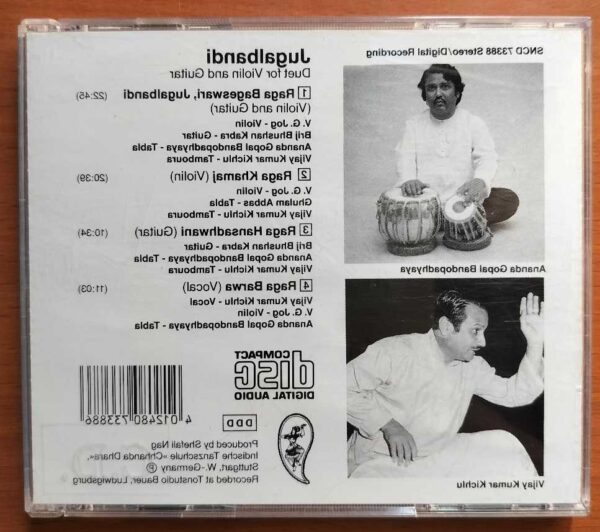 Jugalbandi
Duet for Violin and Guitar
1 Raga Bageswari, Jugalbandi (22:45)
(Violin and Guitar)
V. G. Jog - Violin
Brij Bhushan Kabra - Guitar
Ananda Gopal Bandopadhyaya - Tabla
Vijay Kumar Kichlu - Tamboura
2 Raga Khamaj (Violin) (20:39)
V. G. Jog - Violin
Ghulam Abbas - Tabla
Vijay Kumar Kichlu - Tamboura
3 Raga Hansadhwani (Guitar) (10:34)
Brij Bhushan Kabra - Guitar
Ananda Gopal Bandopadhyaya - Tabla
Vijay Kumar Kichlu - Tamboura
4 Raga Barwa (Vocal) (11:03)
Vijay Kumar Kichlu - Vocal
V. G. Jog - Violin
Ananda Gopal Bandopadhyaya - Tabla
COMPACT
disc
DIGITAL AUDIO
4 012480 733886
DDD
Produced by Shefali Nag
Indische Tanzschule »Chhanda Dhara«,
Stuttgart, W.-Germany Ⓟ
Recorded at Tonstudio Bauer, Ludwigsburg
SNCD 73388 Stereo/Digital Recording
Ananda Gopal Bandopadhyaya
Vijay Kumar Kichlu